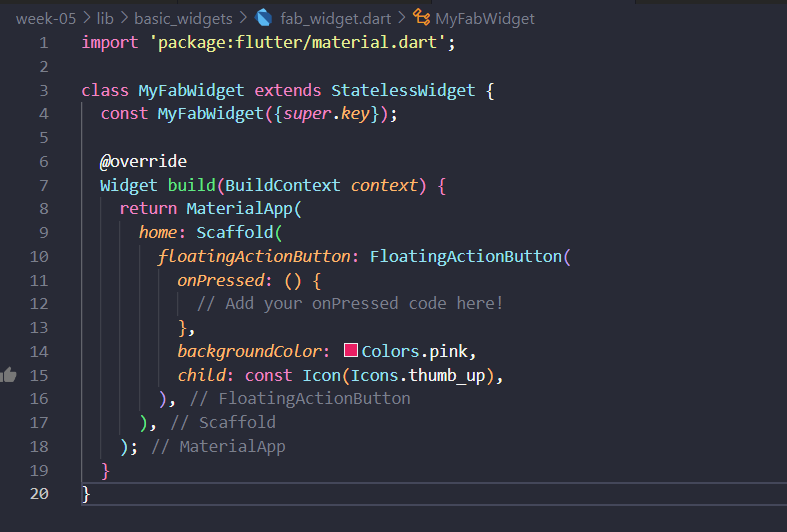 week-05 > lib > basic_widgets > fab_widget.dart > MyFabWidget
1 import 'package:flutter/material.dart';
2
3 class MyFabWidget extends StatelessWidget {
4   const MyFabWidget({super.key});
5
6   @override
7   Widget build(BuildContext context) {
8     return MaterialApp(
9       home: Scaffold(
10         floatingActionButton: FloatingActionButton(
11           onPressed: () {
12             // Add your onPressed code here!
13           },
14           backgroundColor: Colors.pink,
15           child: const Icon(Icons.thumb_up),
16         ), // FloatingActionButton
17       ), // Scaffold
18     ); // MaterialApp
19   }
20 }